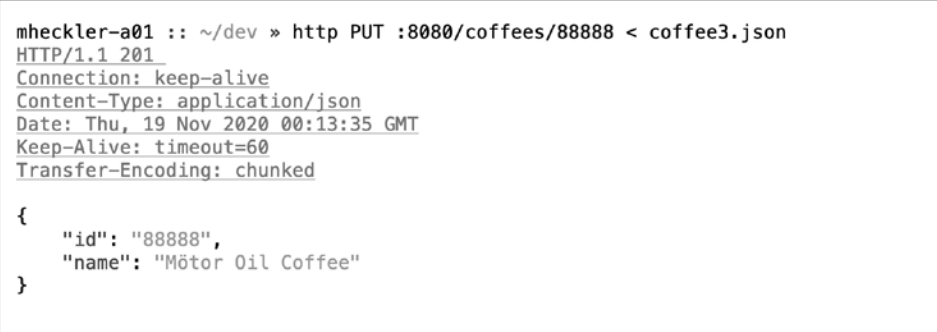 mheckler-a01 :: ~/dev » http PUT :8080/coffees/88888 < coffee3.json
HTTP/1.1 201
Connection: keep-alive
Content-Type: application/json
Date: Thu, 19 Nov 2020 00:13:35 GMT
Keep-Alive: timeout=60
Transfer-Encoding: chunked
{
    "id": "88888",
    "name": "Mötor Oil Coffee"
}